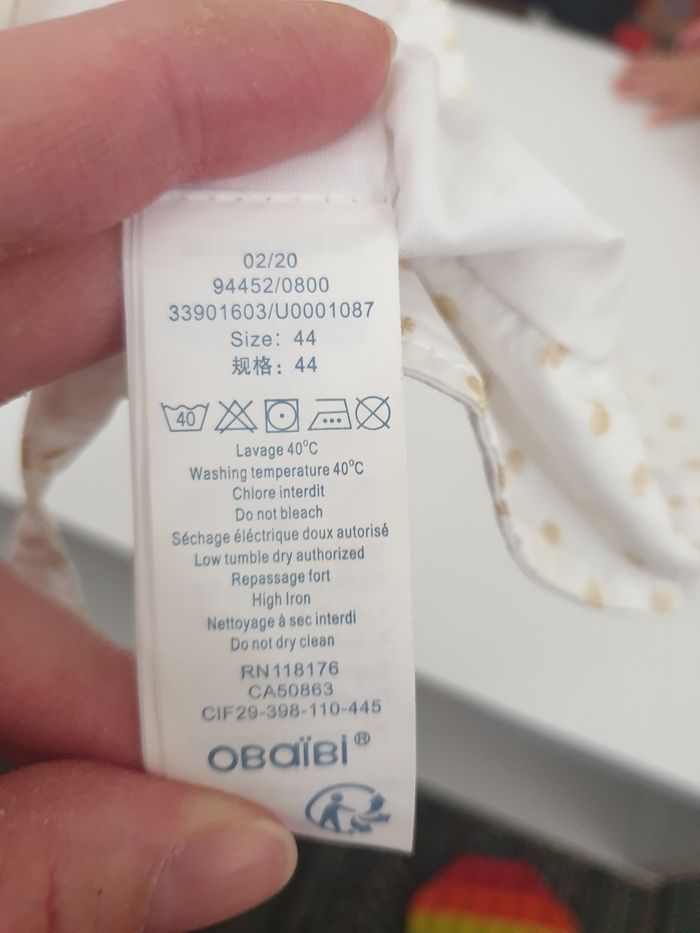 02/20
94452/0800
33901603/U0001087
Size: 44
规格: 44
40
Lavage 40°C
Washing temperature 40°C
Chlore interdit
Do not bleach
Séchage éléctrique doux autorisé
Low tumble dry authorized
Repassage fort
High Iron
Nettoyage à sec interdi
Do not dry clean
RN118176
CA50863
CIF29-398-110-445
OBaïBi®